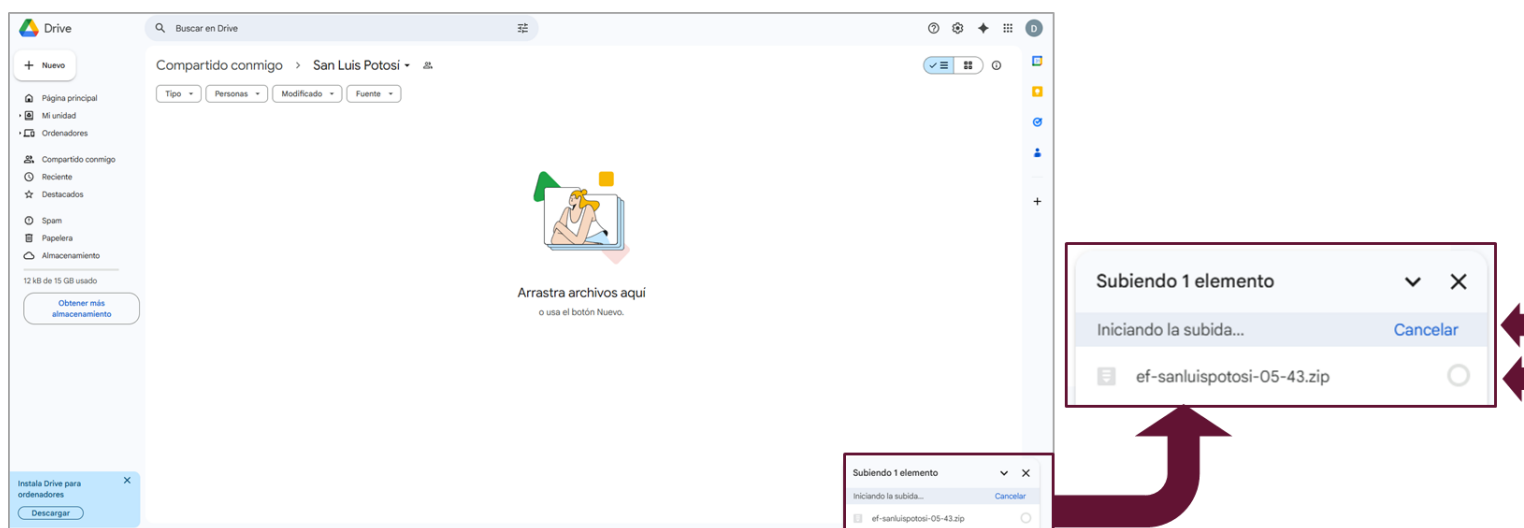 Drive
Buscar en Drive
D
Nuevo
Compartido conmigo > San Luis Potosí
Tipo
Personas
Modificado
Fuente
Página principal
Mi unidad
Ordenadores
Compartido conmigo
Reciente
Destacados
Spam
Papelera
Almacenamiento
12 kB de 15 GB usado
Obtener más
almacenamiento
Arrastra archivos aquí
o usa el botón Nuevo.
Instala Drive para
ordenadores
Descargar
Subiendo 1 elemento
Iniciando la subida... Cancelar
ef-sanluispotosi-05-43.zip
Subiendo 1 elemento
Iniciando la subida... Cancelar
ef-sanluispotosi-05-43.zip